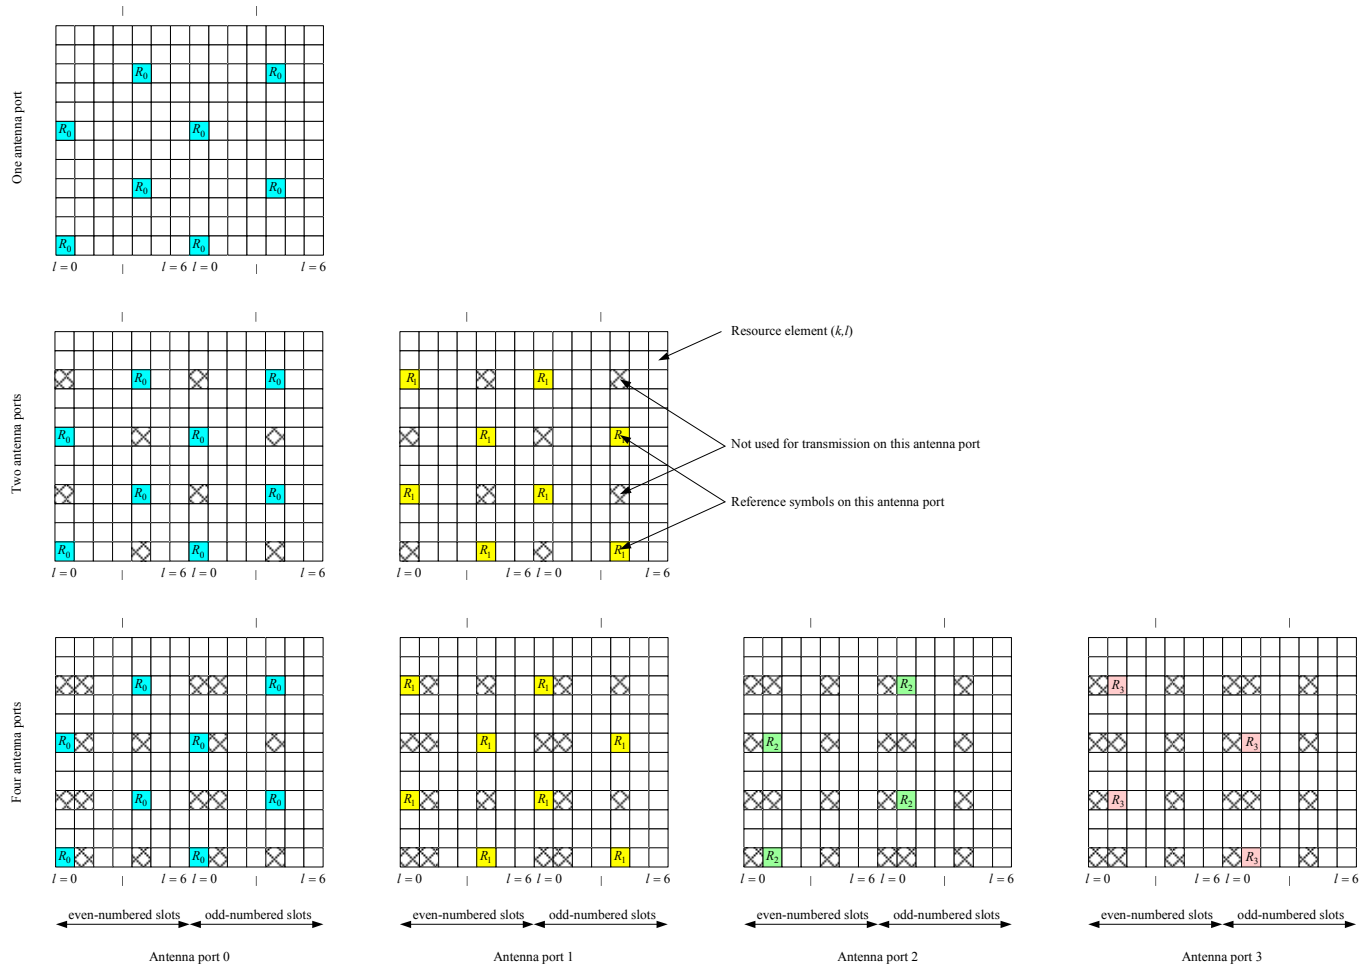 One antenna port
R0 R0
R0 R0
R0 R0
R0 R0
l = 0 l = 6 l = 0 l = 6
Two antenna ports
R0 R0 R1 R1
R0 R0 R1 R1
R0 R0 R1 R1
R0 R0 R1 R1
l = 0 l = 6 l = 0 l = 6 l = 0 l = 6 l = 0 l = 6
Resource element (k,l)
Not used for transmission on this antenna port
Reference symbols on this antenna port
Four antenna ports
R0 R0 R1 R1 R2 R3
R0 R0 R1 R1 R2 R3
R0 R0 R1 R1 R2 R3
R0 R0 R1 R1 R2 R3
l = 0 l = 6 l = 0 l = 6 l = 0 l = 6 l = 0 l = 6 l = 0 l = 6 l = 0 l = 6 l = 0 l = 6 l = 0 l = 6
even-numbered slots odd-numbered slots even-numbered slots odd-numbered slots even-numbered slots odd-numbered slots even-numbered slots odd-numbered slots
Antenna port 0 Antenna port 1 Antenna port 2 Antenna port 3